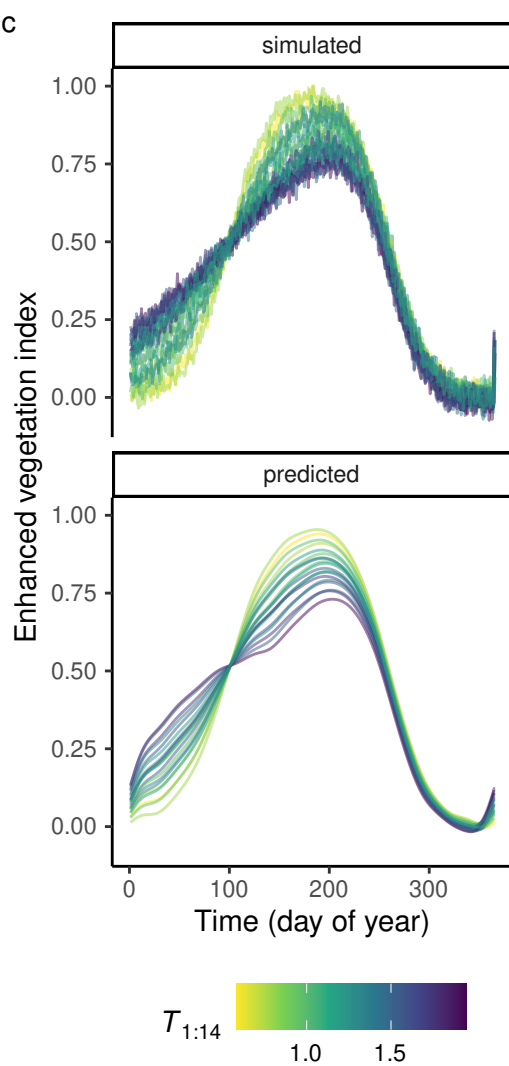 c
simulated
1.00
0.75
0.50
0.25
0.00
Enhanced vegetation index
predicted
1.00
0.75
0.50
0.25
0.00
0 100 200 300
Time (day of year)
T1:14
1.0 1.5